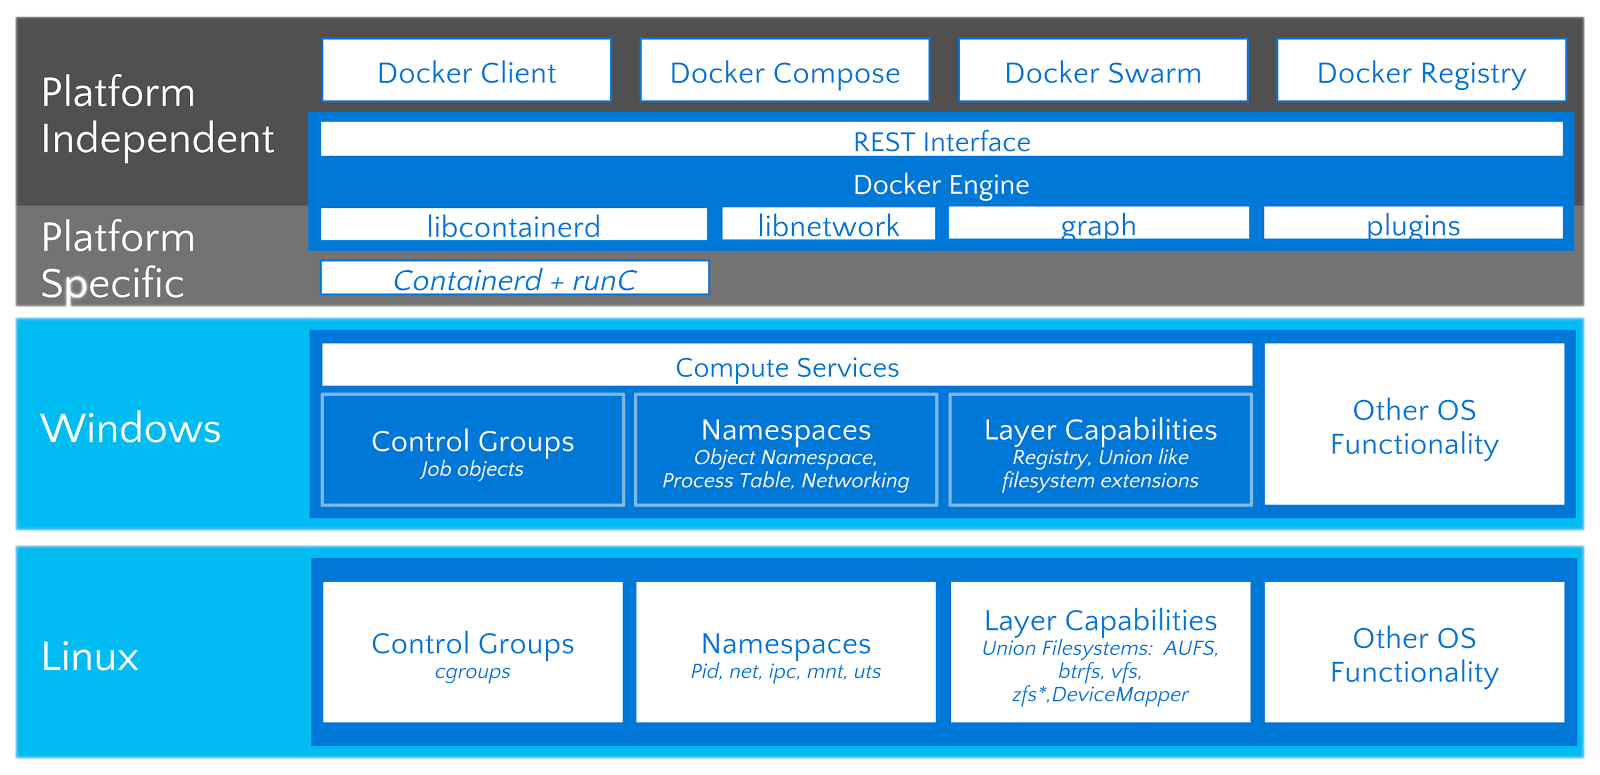 Platform
Independent
Docker Client
Docker Compose
Docker Swarm
Docker Registry
REST Interface
Docker Engine
Platform
Specific
libcontainerd
libnetwork
graph
plugins
Containerd + runC
Windows
Compute Services
Control Groups
Job objects
Namespaces
Object Namespace,
Process Table, Networking
Layer Capabilities
Registry, Union like
filesystem extensions
Other OS
Functionality
Linux
Control Groups
cgroups
Namespaces
Pid, net, ipc, mnt, uts
Layer Capabilities
Union Filesystems: AUFS,
btrfs, vfs,
zfs*,DeviceMapper
Other OS
Functionality